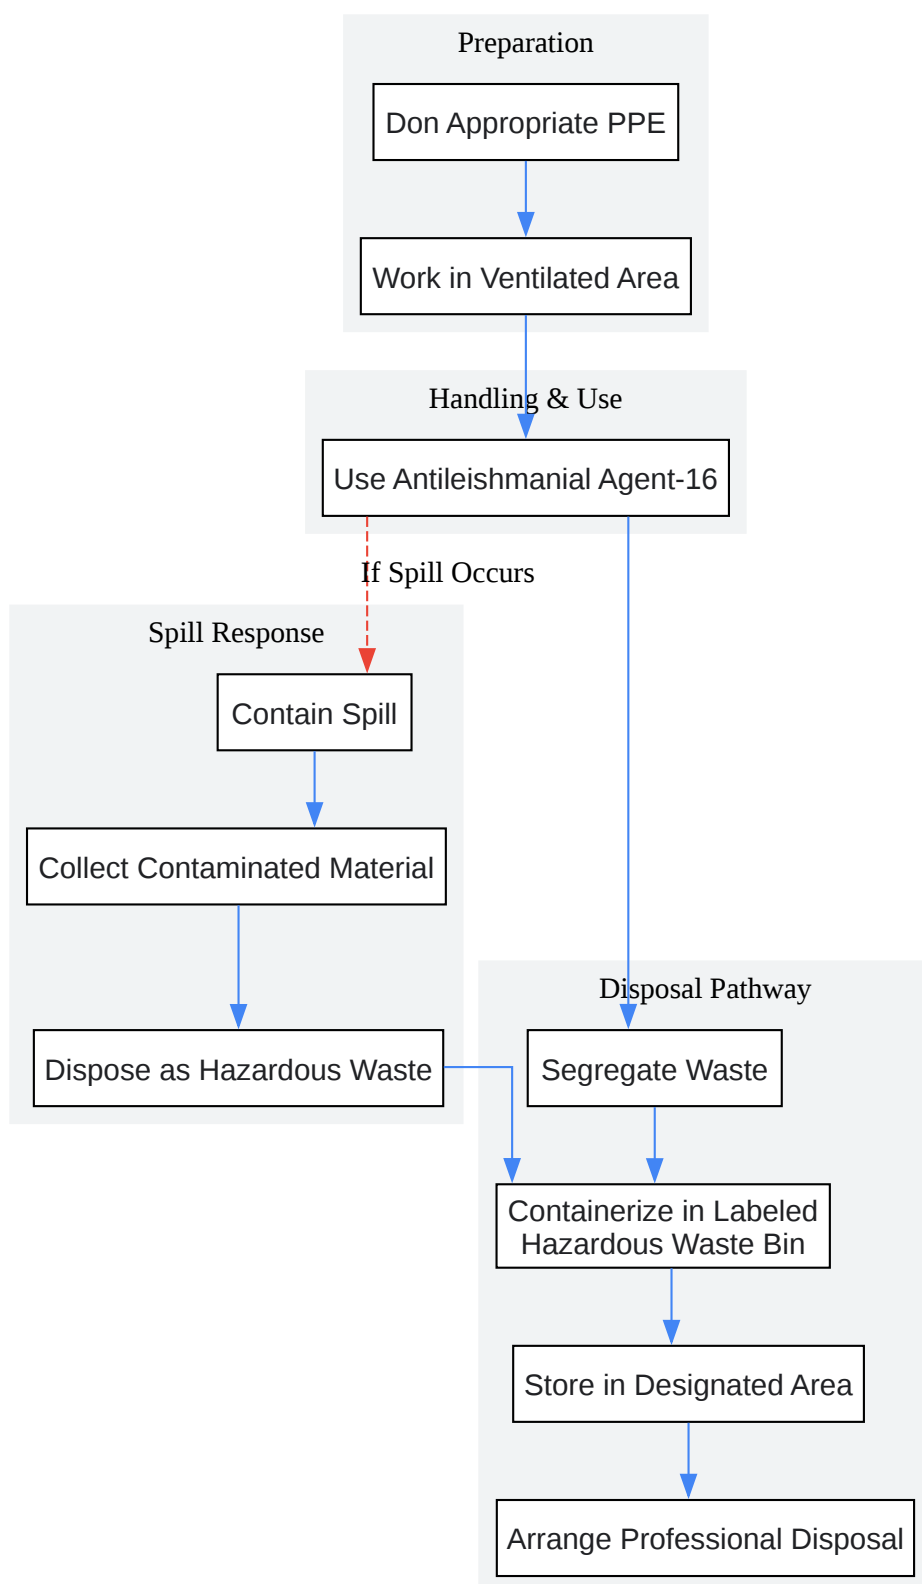 Preparation
Don Appropriate PPE
Work in Ventilated Area
Handling & Use
Use Antileishmanial Agent-16
If Spill Occurs
Spill Response
Contain Spill
Collect Contaminated Material
Dispose as Hazardous Waste
Disposal Pathway
Segregate Waste
Containerize in Labeled
Hazardous Waste Bin
Store in Designated Area
Arrange Professional Disposal